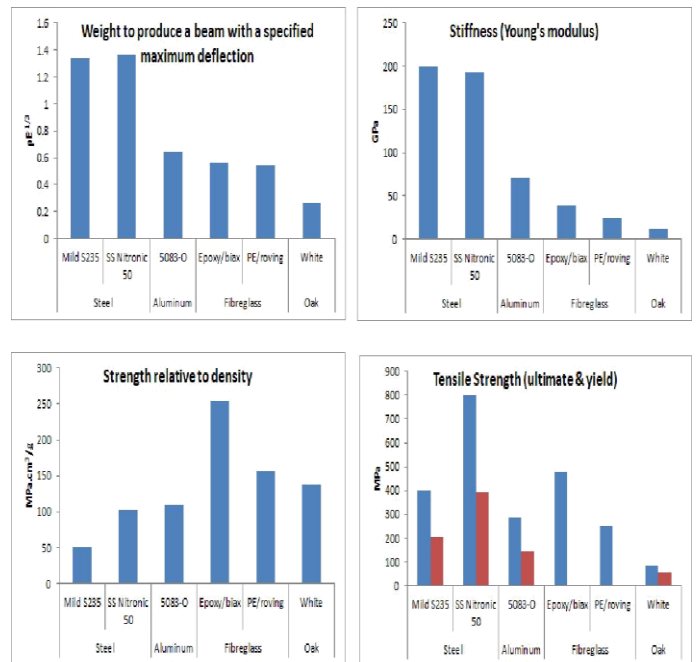 Weight to produce a beam with a specified
maximum deflection
1.6
1.4
1.2
1
0.8
0.6
0.4
0.2
0
ρE^1/3
Mild S235 SS Nitronic 5083-O Epoxy/biax PE/roving White
50
Steel Aluminum Fibreglass Oak
Stiffness (Young's modulus)
250
200
150
100
50
0
GPa
Mild S235 SS Nitronic 5083-O Epoxy/biax PE/roving White
50
Steel Aluminum Fibreglass Oak
Strength relative to density
300
250
200
150
100
50
0
MPa.cm³/g
Mild S235 SS Nitronic 5083-O Epoxy/biax PE/roving White
50
Steel Aluminum Fibreglass Oak
Tensile Strength (ultimate & yield)
900
800
700
600
500
400
300
200
100
0
MPa
Mild S235 SS Nitronic 5083-O Epoxy/biax PE/roving White
50
Steel Aluminum Fibreglass Oak